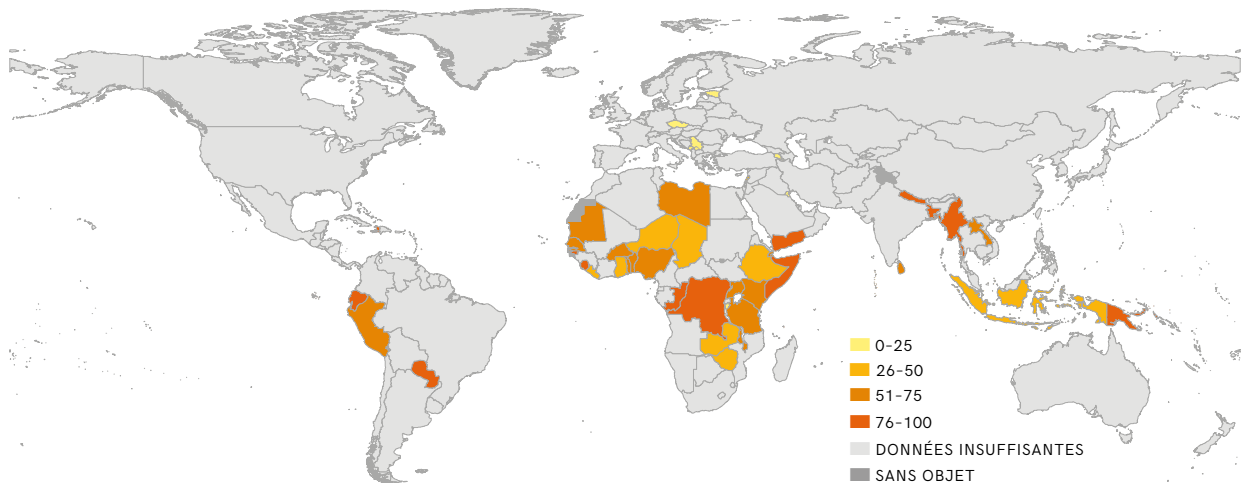 0–25
26–50
51–75
76–100
DONNÉES INSUFFISANTES
SANS OBJET